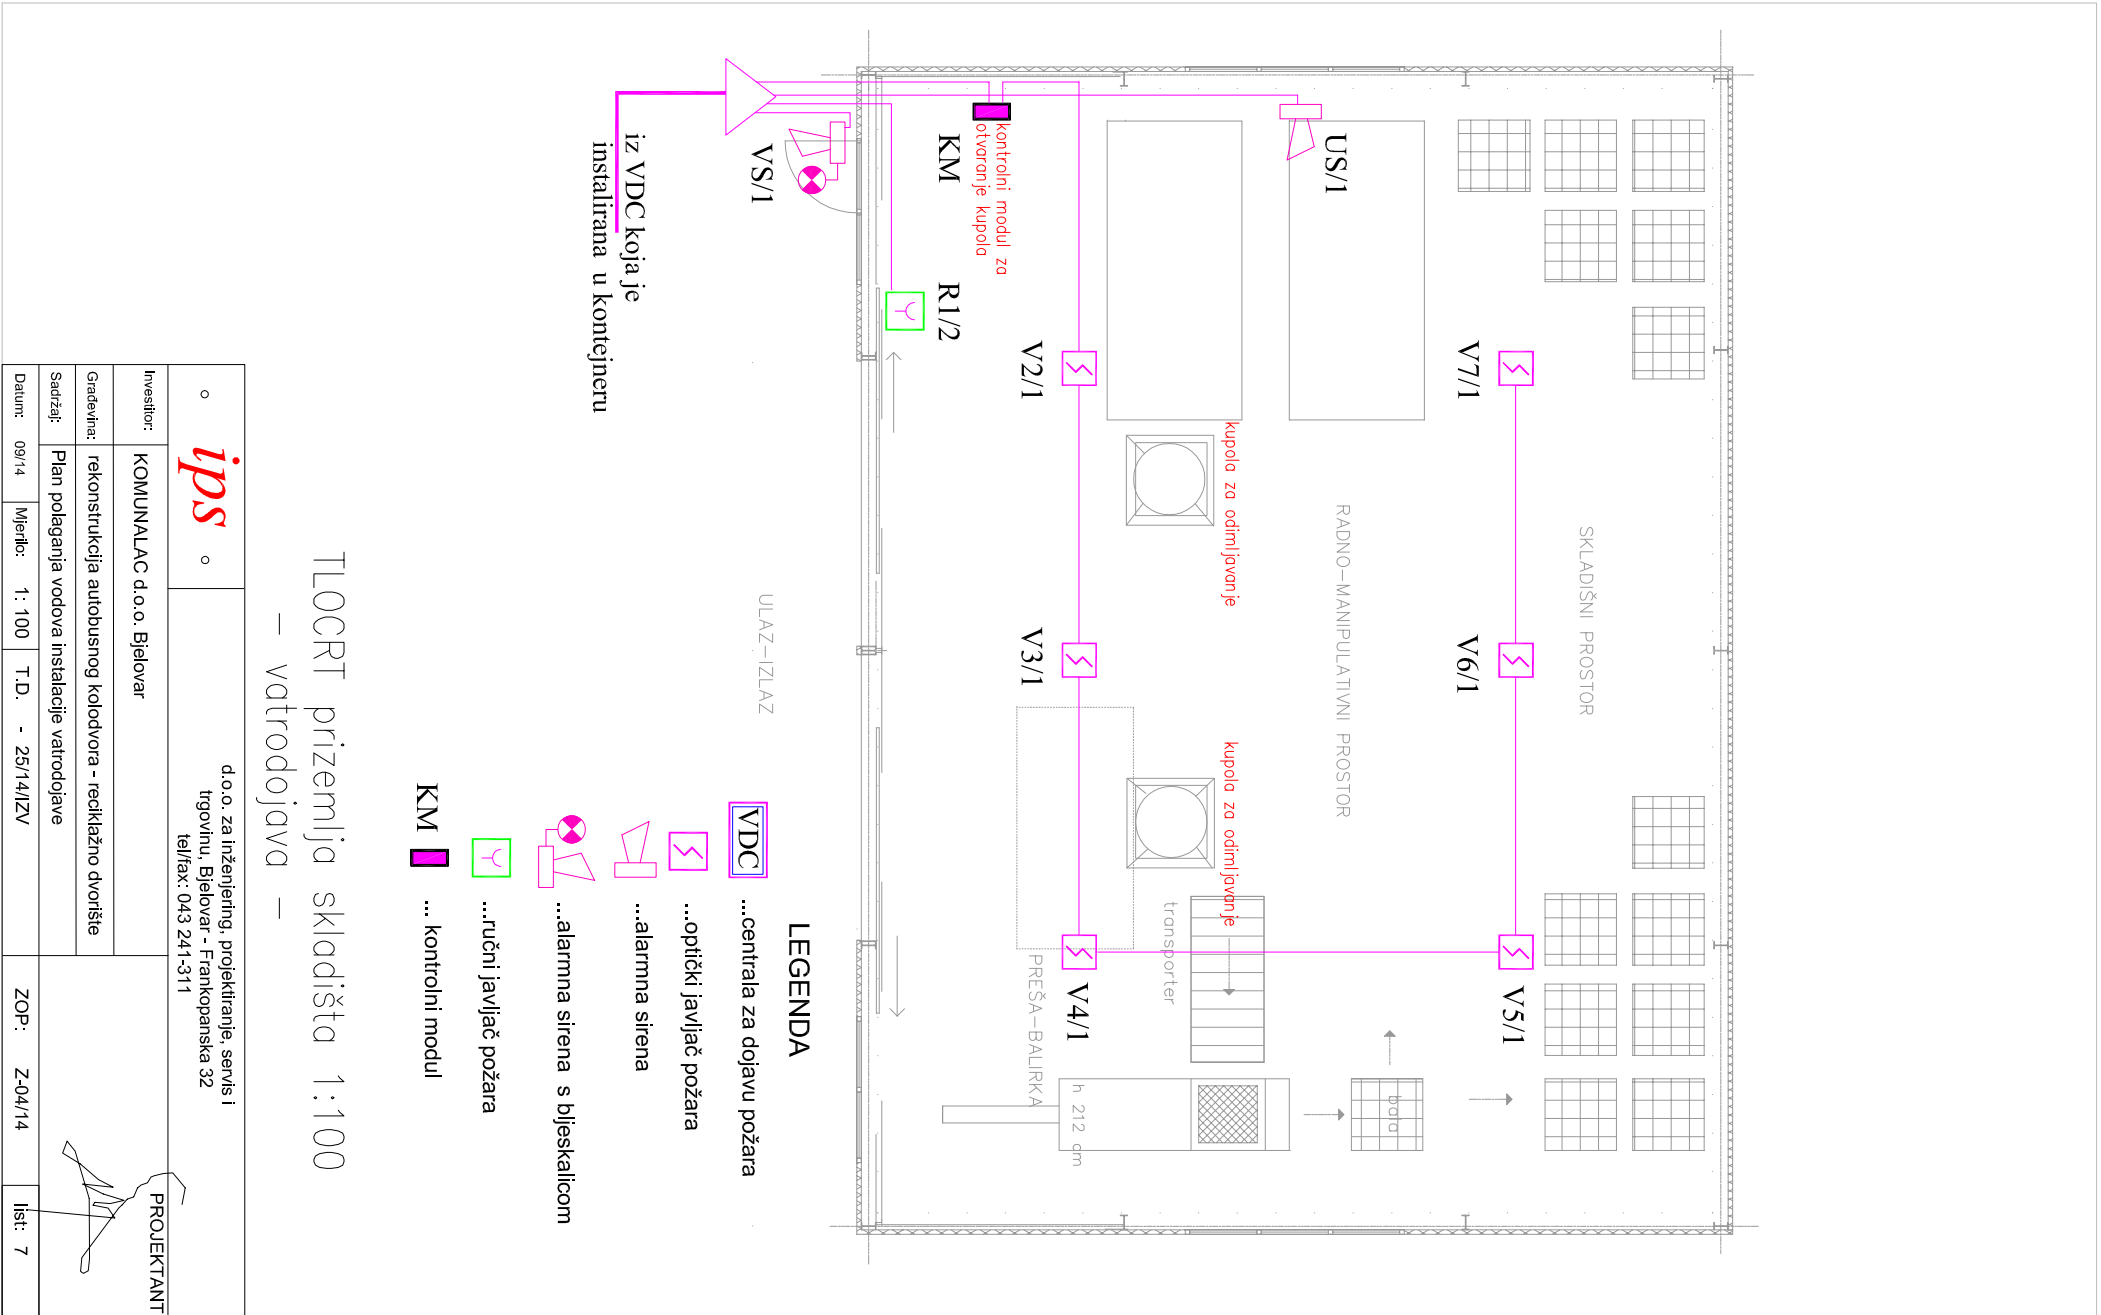 US/1
KM
kontrolni modul za
otvaranje kupola
VS/1
iz VDC koja je
instalirana u kontejneru
R1/2
V2/1
V7/1
kupola za odimljavanje
RADNO-MANIPULATIVNI PROSTOR
SKLADIŠNI PROSTOR
V3/1
V6/1
ULAZ-IZLAZ
kupola za odimljavanje
transporter
PREŠA-BALIRKA
V4/1
V5/1
h 212 cm
bala
LEGENDA
VDC ...centrala za dojavu požara
...optički javljač požara
...alarmna sirena
...alarmna sirena s bljeskalicom
...ručni javljač požara
KM ... kontrolni modul
TLOCRT prizemlja skladišta 1:100
- vatrodojava -
ips
d.o.o. za inženjering, projektiranje, servis i
trgovinu, Bjelovar - Frankopanska 32
tel/fax: 043 241-311
Investitor: KOMUNALAC d.o.o. Bjelovar
Građevina: rekonstrukcija autobusnog kolodvora - reciklažno dvorište
Sadržaj: Plan polaganja vodova instalacije vatrodojave
Datum: 09/14 Mjerilo: 1: 100 T.D. - 25/14/IZV ZOP: Z-04/14 list: 7
PROJEKTANT